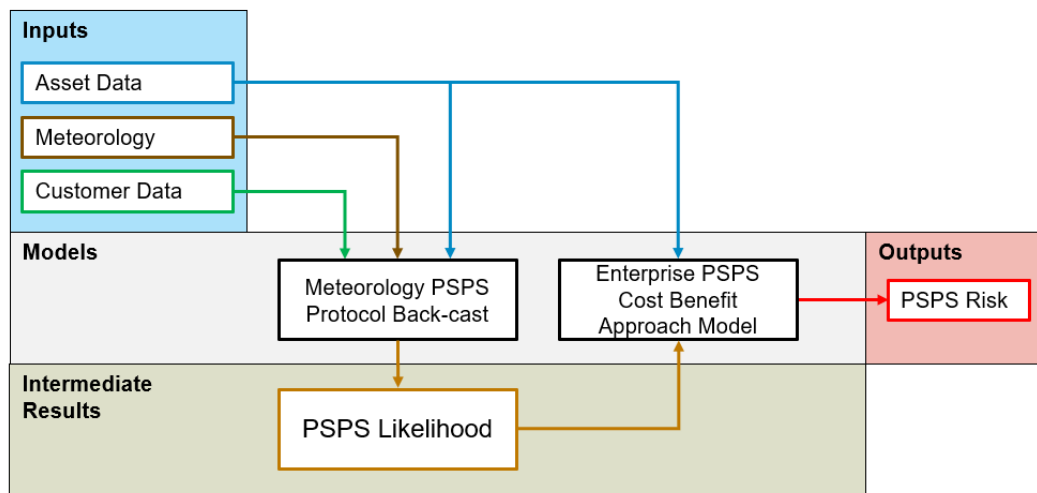 Inputs
Asset Data
Meteorology
Customer Data
Models
Meteorology PSPS
Protocol Back-cast
Enterprise PSPS
Cost Benefit
Approach Model
Outputs
PSPS Risk
Intermediate
Results
PSPS Likelihood